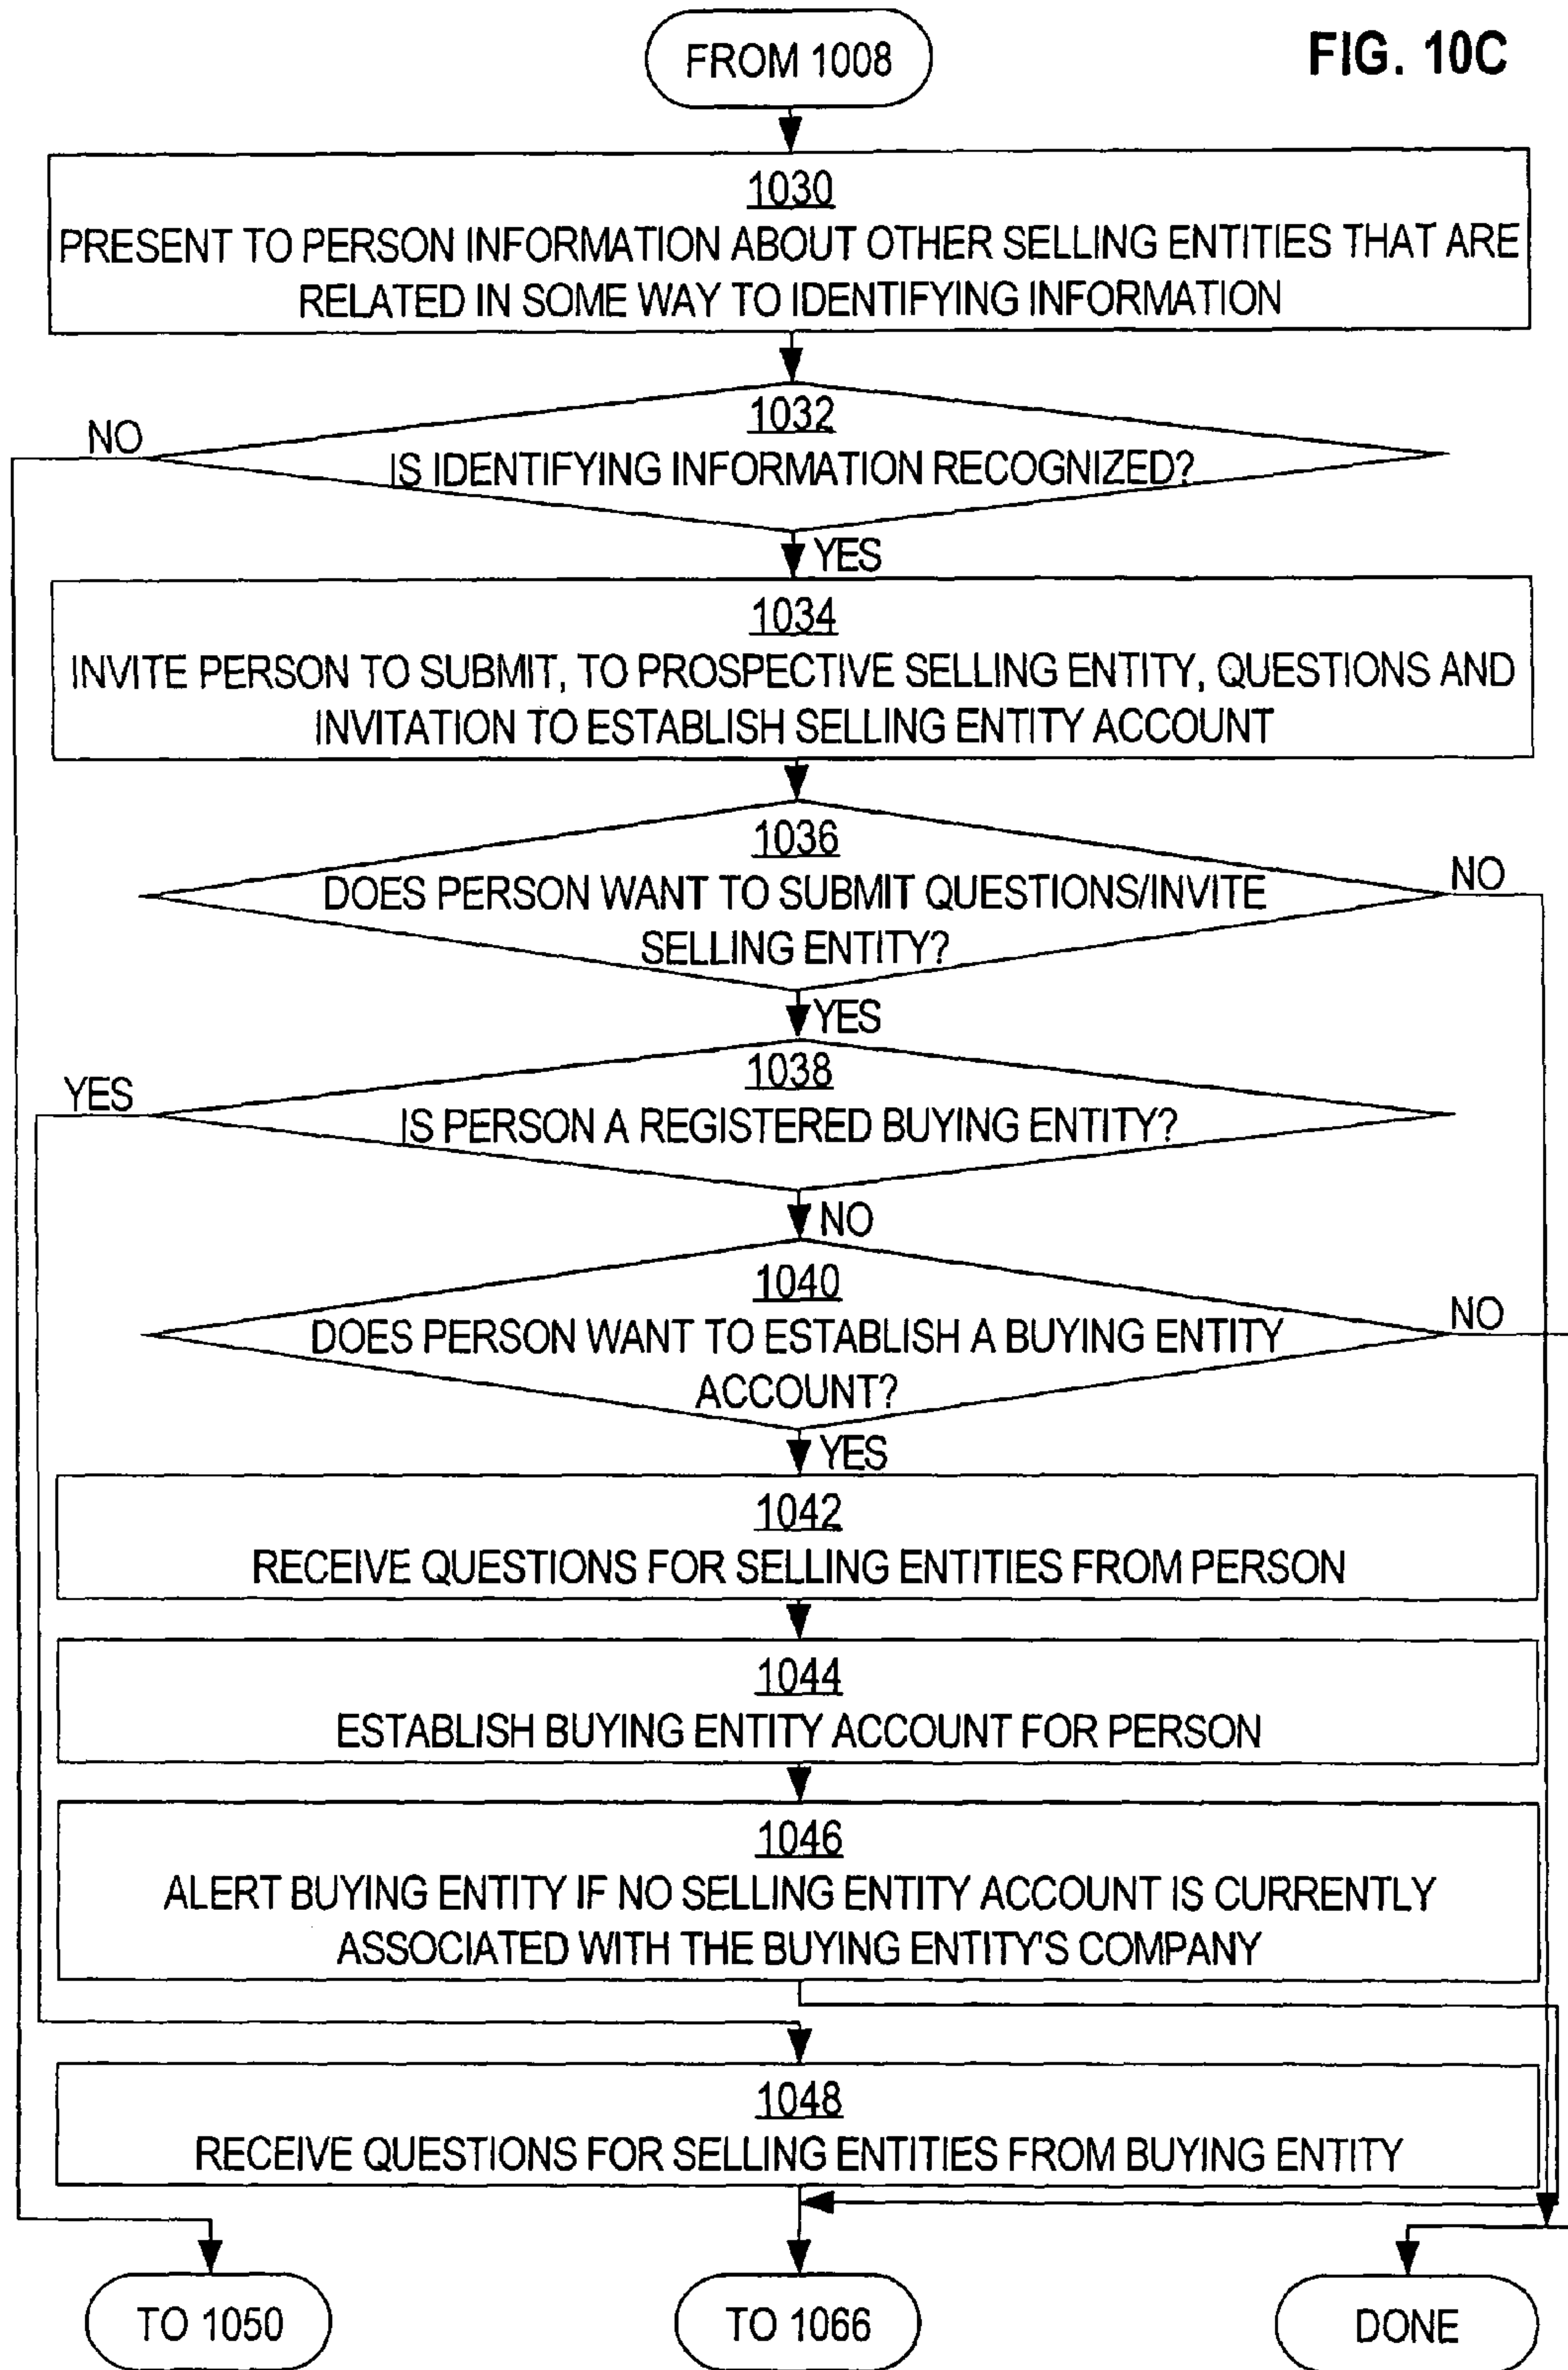 FROM 1008
FIG. 10C
1030
PRESENT TO PERSON INFORMATION ABOUT OTHER SELLING ENTITIES THAT ARE
RELATED IN SOME WAY TO IDENTIFYING INFORMATION
NO
1032
IS IDENTIFYING INFORMATION RECOGNIZED?
YES
1034
INVITE PERSON TO SUBMIT, TO PROSPECTIVE SELLING ENTITY, QUESTIONS AND
INVITATION TO ESTABLISH SELLING ENTITY ACCOUNT
1036
DOES PERSON WANT TO SUBMIT QUESTIONS/INVITE
SELLING ENTITY?
NO
YES
YES
1038
IS PERSON A REGISTERED BUYING ENTITY?
NO
1040
DOES PERSON WANT TO ESTABLISH A BUYING ENTITY
ACCOUNT?
NO
YES
1042
RECEIVE QUESTIONS FOR SELLING ENTITIES FROM PERSON
1044
ESTABLISH BUYING ENTITY ACCOUNT FOR PERSON
1046
ALERT BUYING ENTITY IF NO SELLING ENTITY ACCOUNT IS CURRENTLY
ASSOCIATED WITH THE BUYING ENTITY'S COMPANY
1048
RECEIVE QUESTIONS FOR SELLING ENTITIES FROM BUYING ENTITY
TO 1050
TO 1066
DONE